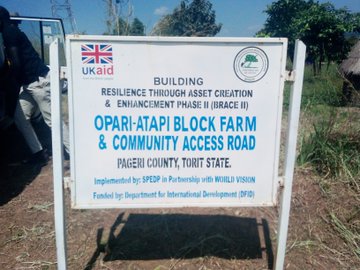 UKaid
BUILDING
RESILIENCE THROUGH ASSET CREATION
& ENHANCEMENT PHASE II (BRACE II)
OPARI-ATAPI BLOCK FARM
& COMMUNITY ACCESS ROAD
PAGERI COUNTY, TORIT STATE.
Implemented by: SPEDP in Partnership with WORLD VISION
Funded by: Department for International Development (DFID)